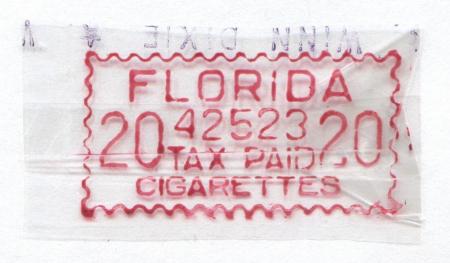 WINN DIXIE ★
FLORiDA
20 42523 20
TAX PAID
CIGARETTES